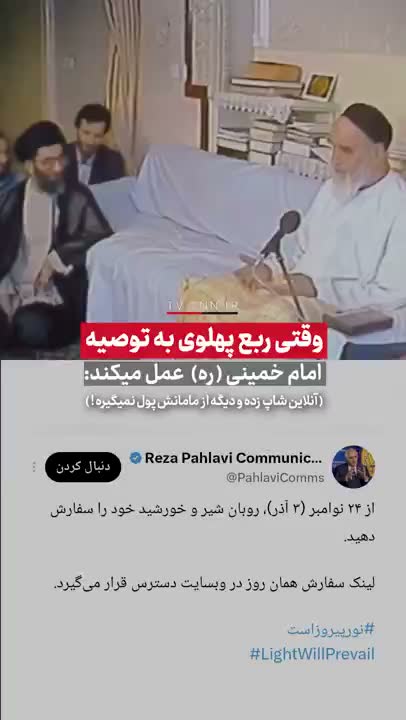 TV-TNN.IR
وقتی ربع پهلوی به توصیه
امام خمینی (ره) عمل میکند:
(آنلاین شاپ زده و دیگه از مامانش پول نمیگیره!)
Reza Pahlavi Communic...
@PahlaviComms
دنبال کردن
از ۲۴ نوامبر (۳ آذر)، روبان شیر و خورشید خود را سفارش
دهید.
لینک سفارش همان روز در وبسایت دسترس قرار می‌گیرد.
#نورپیروزاست
#LightWillPrevail